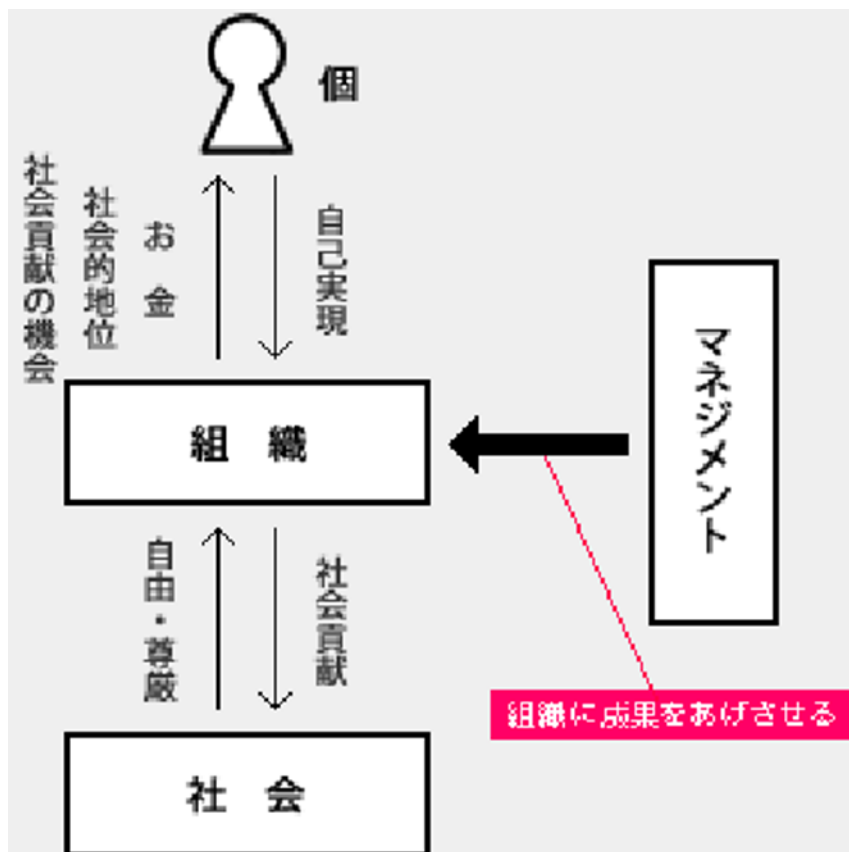 個
社会貢献の機会
社会的地位
お金
自己実現
組織
マネジメント
自由・尊厳
社会貢献
組織に成果をあげさせる
社会